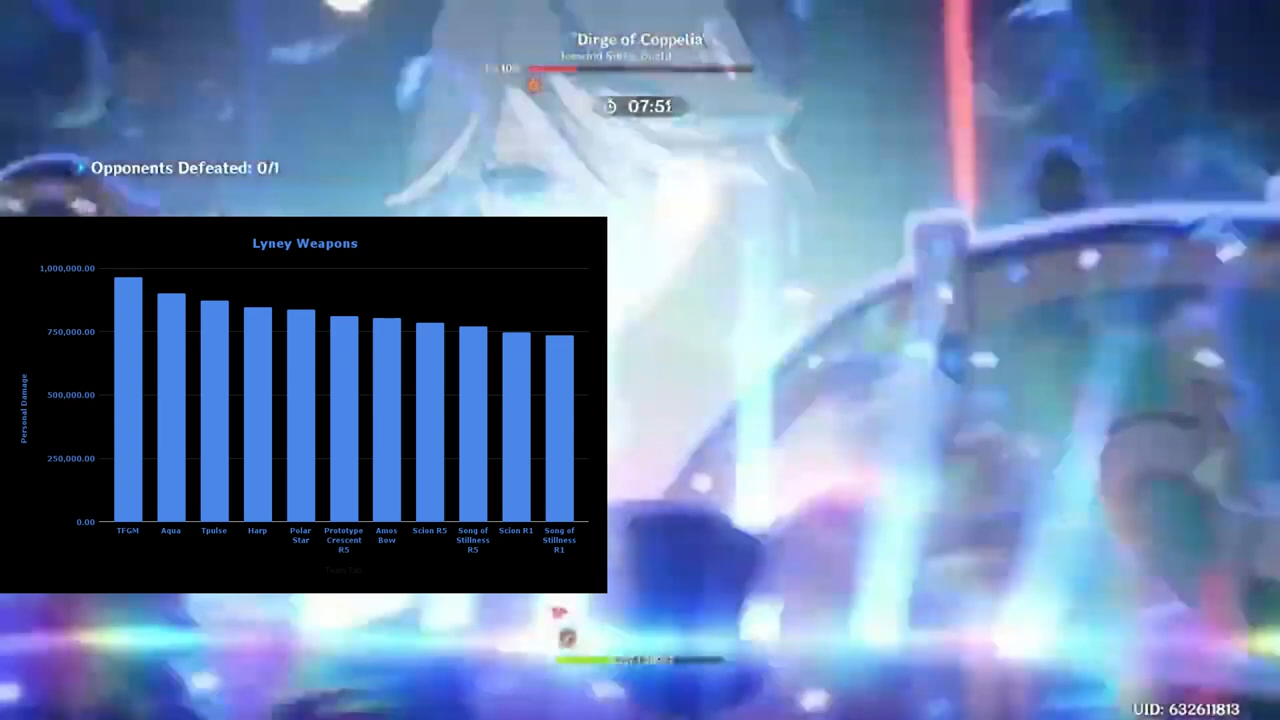 "Dirge of Coppelia"
07:51
Opponents Defeated: 0/1
Lyney Weapons
1,000,000.00
750,000.00
500,000.00
250,000.00
0.00
Personal Damage
TFGM
Aqua
Tpulse
Harp
Polar
Star
Prototype
Crescent
R5
Amos
Bow
Scion R5
Song of
Stillness
R5
Scion R1
Song of
Stillness
R1
Team Tab
UID: 632611813